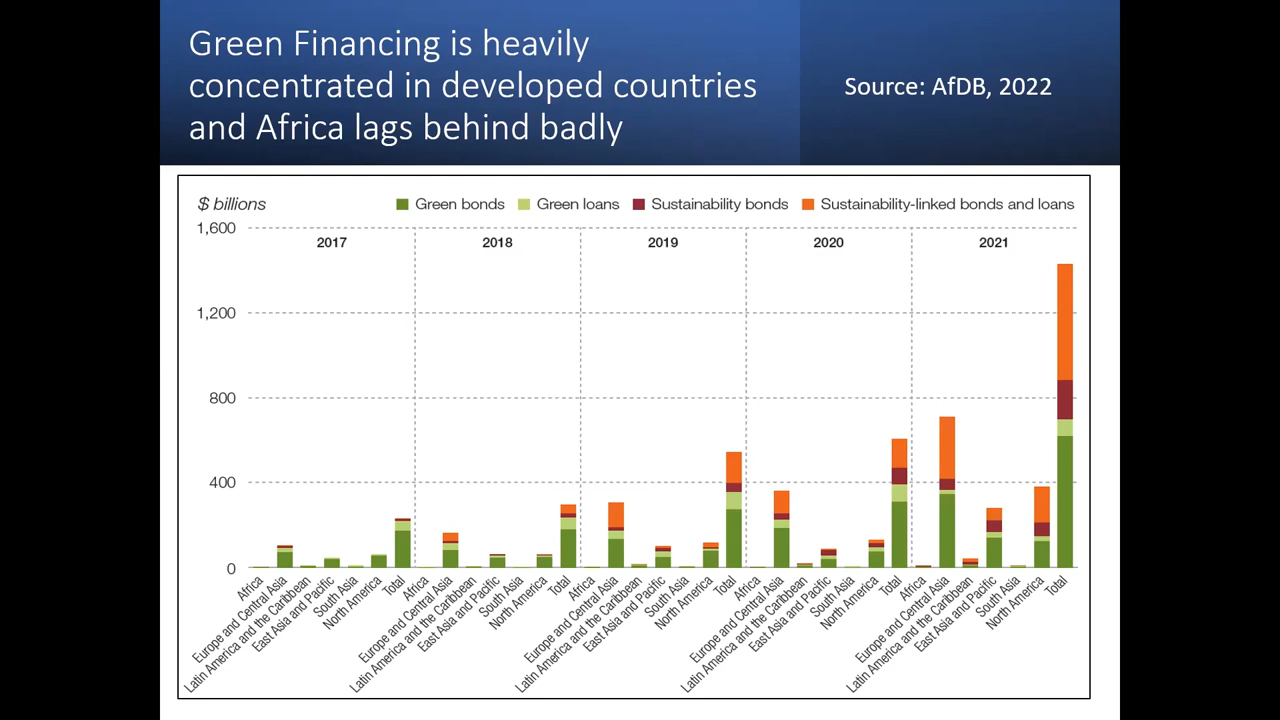 Green Financing is heavily
concentrated in developed countries
and Africa lags behind badly
Source: AfDB, 2022
$ billions
Green bonds
Green loans
Sustainability bonds
Sustainability-linked bonds and loans
1,600
1,200
800
400
0
2017
2018
2019
2020
2021
Africa
Europe and Central Asia
Latin America and the Caribbean
East Asia and Pacific
South Asia
North America
Total
Africa
Europe and Central Asia
Latin America and the Caribbean
East Asia and Pacific
South Asia
North America
Total
Africa
Europe and Central Asia
Latin America and the Caribbean
East Asia and Pacific
South Asia
North America
Total
Africa
Europe and Central Asia
Latin America and the Caribbean
East Asia and Pacific
South Asia
North America
Total
Africa
Europe and Central Asia
Latin America and the Caribbean
East Asia and Pacific
South Asia
North America
Total